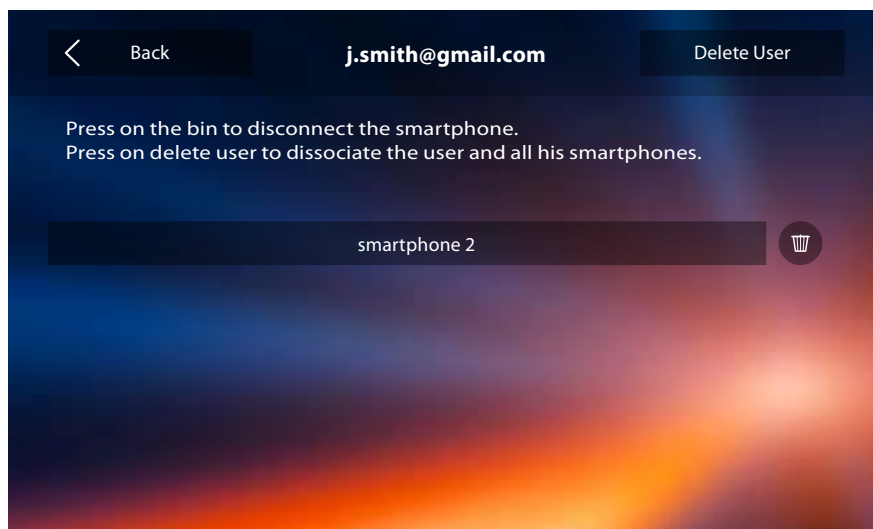 Back
j.smith@gmail.com
Delete User
Press on the bin to disconnect the smartphone.
Press on delete user to dissociate the user and all his smartphones.
smartphone 2